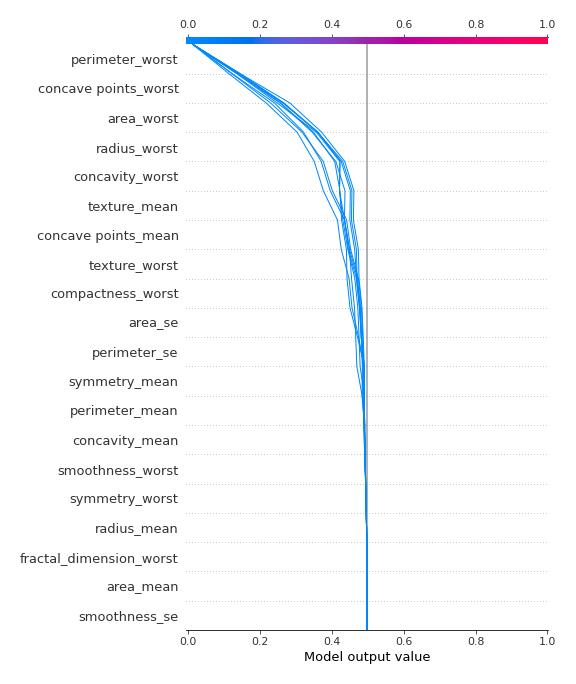 0.0 0.2 0.4 0.6 0.8 1.0
perimeter_worst
concave points_worst
area_worst
radius_worst
concavity_worst
texture_mean
concave points_mean
texture_worst
compactness_worst
area_se
perimeter_se
symmetry_mean
perimeter_mean
concavity_mean
smoothness_worst
symmetry_worst
radius_mean
fractal_dimension_worst
area_mean
smoothness_se
0.0 0.2 0.4 0.6 0.8 1.0
Model output value